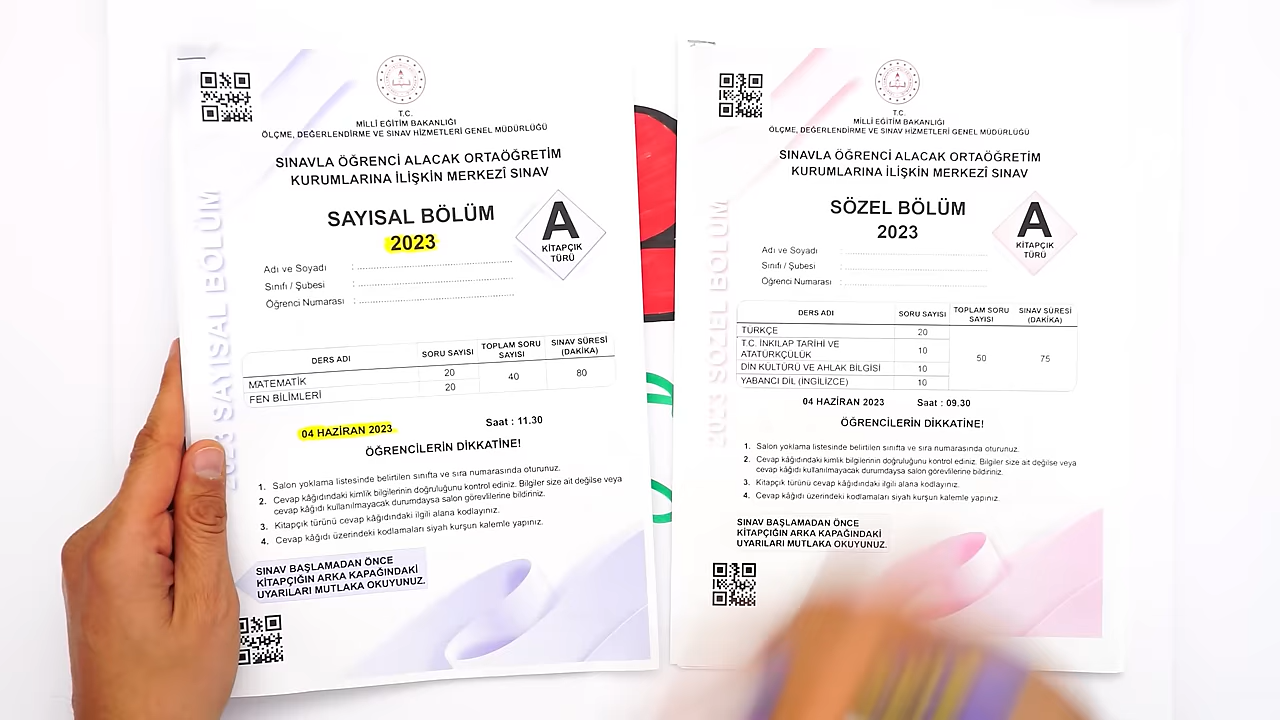 T.C.
MİLLÎ EĞİTİM BAKANLIĞI
ÖLÇME, DEĞERLENDİRME VE SINAV HİZMETLERİ GENEL MÜDÜRLÜĞÜ
SINAVLA ÖĞRENCİ ALACAK ORTAÖĞRETİM
KURUMLARINA İLİŞKİN MERKEZÎ SINAV
SAYISAL BÖLÜM
2023
A
KİTAPÇIK
TÜRÜ
Adı ve Soyadı :
Sınıfı / Şubesi :
Öğrenci Numarası :
2023 SAYISAL BÖLÜM
DERS ADI SORU SAYISI TOPLAM SORU SAYISI SINAV SÜRESİ (DAKİKA)
MATEMATİK 20 40 80
FEN BİLİMLERİ 20
04 HAZIRAN 2023 Saat : 11.30
ÖĞRENCİLERİN DİKKATİNE!
1. Salon yoklama listesinde belirtilen sınıfta ve sıra numarasında oturunuz.
2. Cevap kâğıdındaki kimlik bilgilerinin doğruluğunu kontrol ediniz. Bilgiler size ait değilse veya
cevap kâğıdı kullanılmayacak durumdaysa salon görevlilerine bildiriniz.
3. Kitapçık türünü cevap kâğıdındaki ilgili alana kodlayınız.
4. Cevap kâğıdı üzerindeki kodlamaları siyah kurşun kalemle yapınız.
SINAV BAŞLAMADAN ÖNCE
KİTAPÇIĞIN ARKA KAPAĞINDAKİ
UYARILARI MUTLAKA OKUYUNUZ.
T.C.
MİLLÎ EĞİTİM BAKANLIĞI
ÖLÇME, DEĞERLENDİRME VE SINAV HİZMETLERİ GENEL MÜDÜRLÜĞÜ
SINAVLA ÖĞRENCİ ALACAK ORTAÖĞRETİM
KURUMLARINA İLİŞKİN MERKEZÎ SINAV
SÖZEL BÖLÜM
2023
A
KİTAPÇIK
TÜRÜ
Adı ve Soyadı :
Sınıfı / Şubesi :
Öğrenci Numarası :
2023 SÖZEL BÖLÜM
DERS ADI SORU SAYISI TOPLAM SORU SAYISI SINAV SÜRESİ (DAKİKA)
TÜRKÇE 20 50 75
T.C. İNKILAP TARİHİ VE
ATATÜRKÇÜLÜK 10
DİN KÜLTÜRÜ VE AHLAK BİLGİSİ 10
YABANCI DİL (İNGİLİZCE) 10
04 HAZIRAN 2023 Saat : 09.30
ÖĞRENCİLERİN DİKKATİNE!
1. Salon yoklama listesinde belirtilen sınıfta ve sıra numarasında oturunuz.
2. Cevap kâğıdındaki kimlik bilgilerinin doğruluğunu kontrol ediniz. Bilgiler size ait değilse veya
cevap kâğıdı kullanılmayacak durumdaysa salon görevlilerine bildiriniz.
3. Kitapçık türünü cevap kâğıdındaki ilgili alana kodlayınız.
4. Cevap kâğıdı üzerindeki kodlamaları siyah kurşun kalemle yapınız.
SINAV BAŞLAMADAN ÖNCE
KİTAPÇIĞIN ARKA KAPAĞINDAKİ
UYARILARI MUTLAKA OKUYUNUZ.